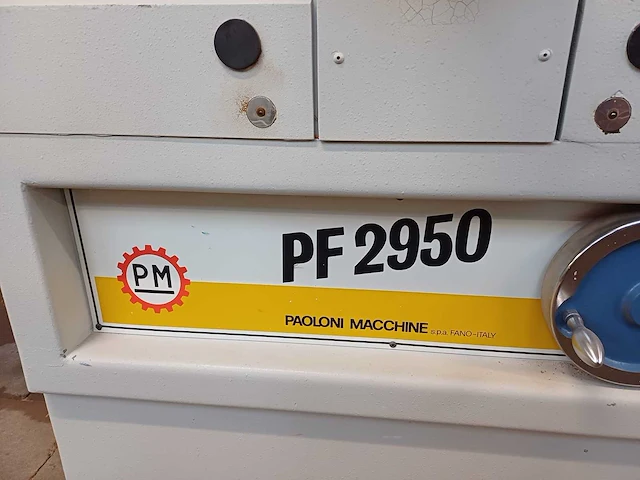 PF 2950
PM
PAOLONI MACCHINE s.p.a. FANO-ITALY